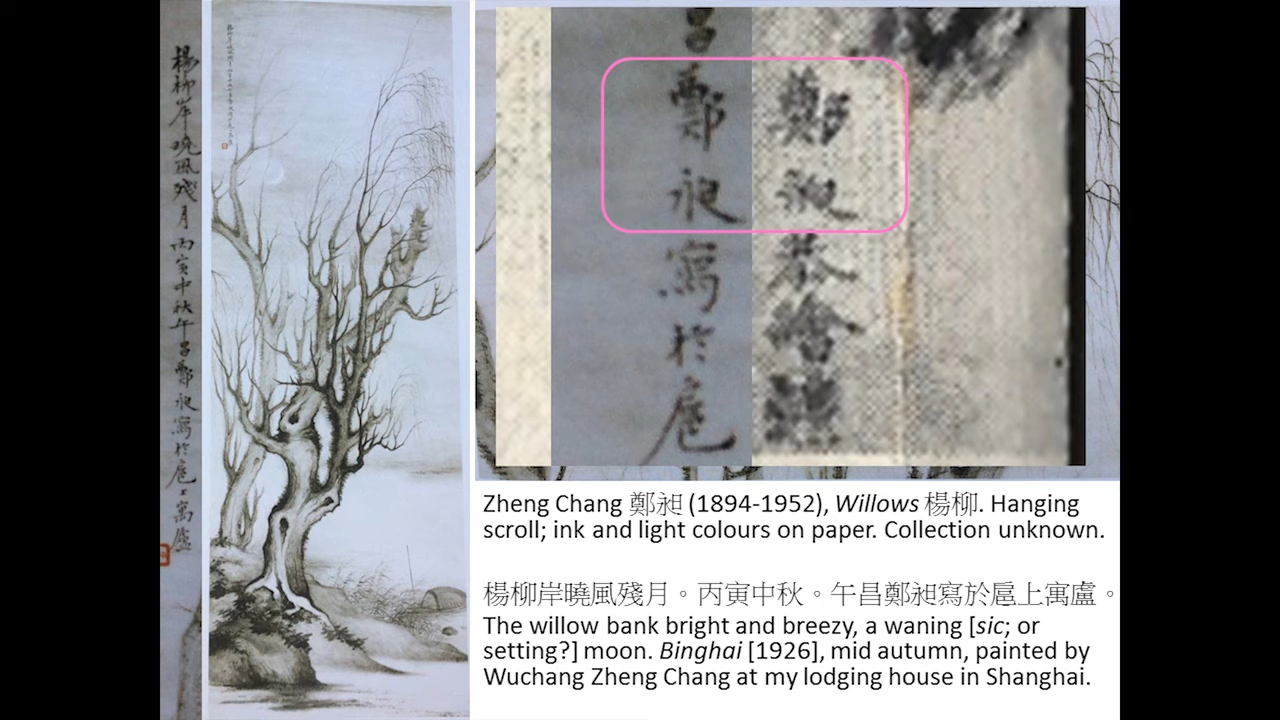 楊柳岸曉風殘月丙寅中秋午昌鄭昶寫於扈上寓盧
昌鄭昶寫於扈
鄭昶恭繪
Zheng Chang 鄭昶 (1894-1952), Willows 楊柳. Hanging
scroll; ink and light colours on paper. Collection unknown.
楊柳岸曉風殘月。丙寅中秋。午昌鄭昶寫於扈上寓盧。
The willow bank bright and breezy, a waning [sic; or
setting?] moon. Binghai [1926], mid autumn, painted by
Wuchang Zheng Chang at my lodging house in Shanghai.